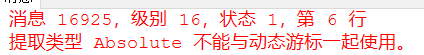 消息 16925, 级别 16, 状态 1, 第 6 行
提取类型 Absolute 不能与动态游标一起使用。